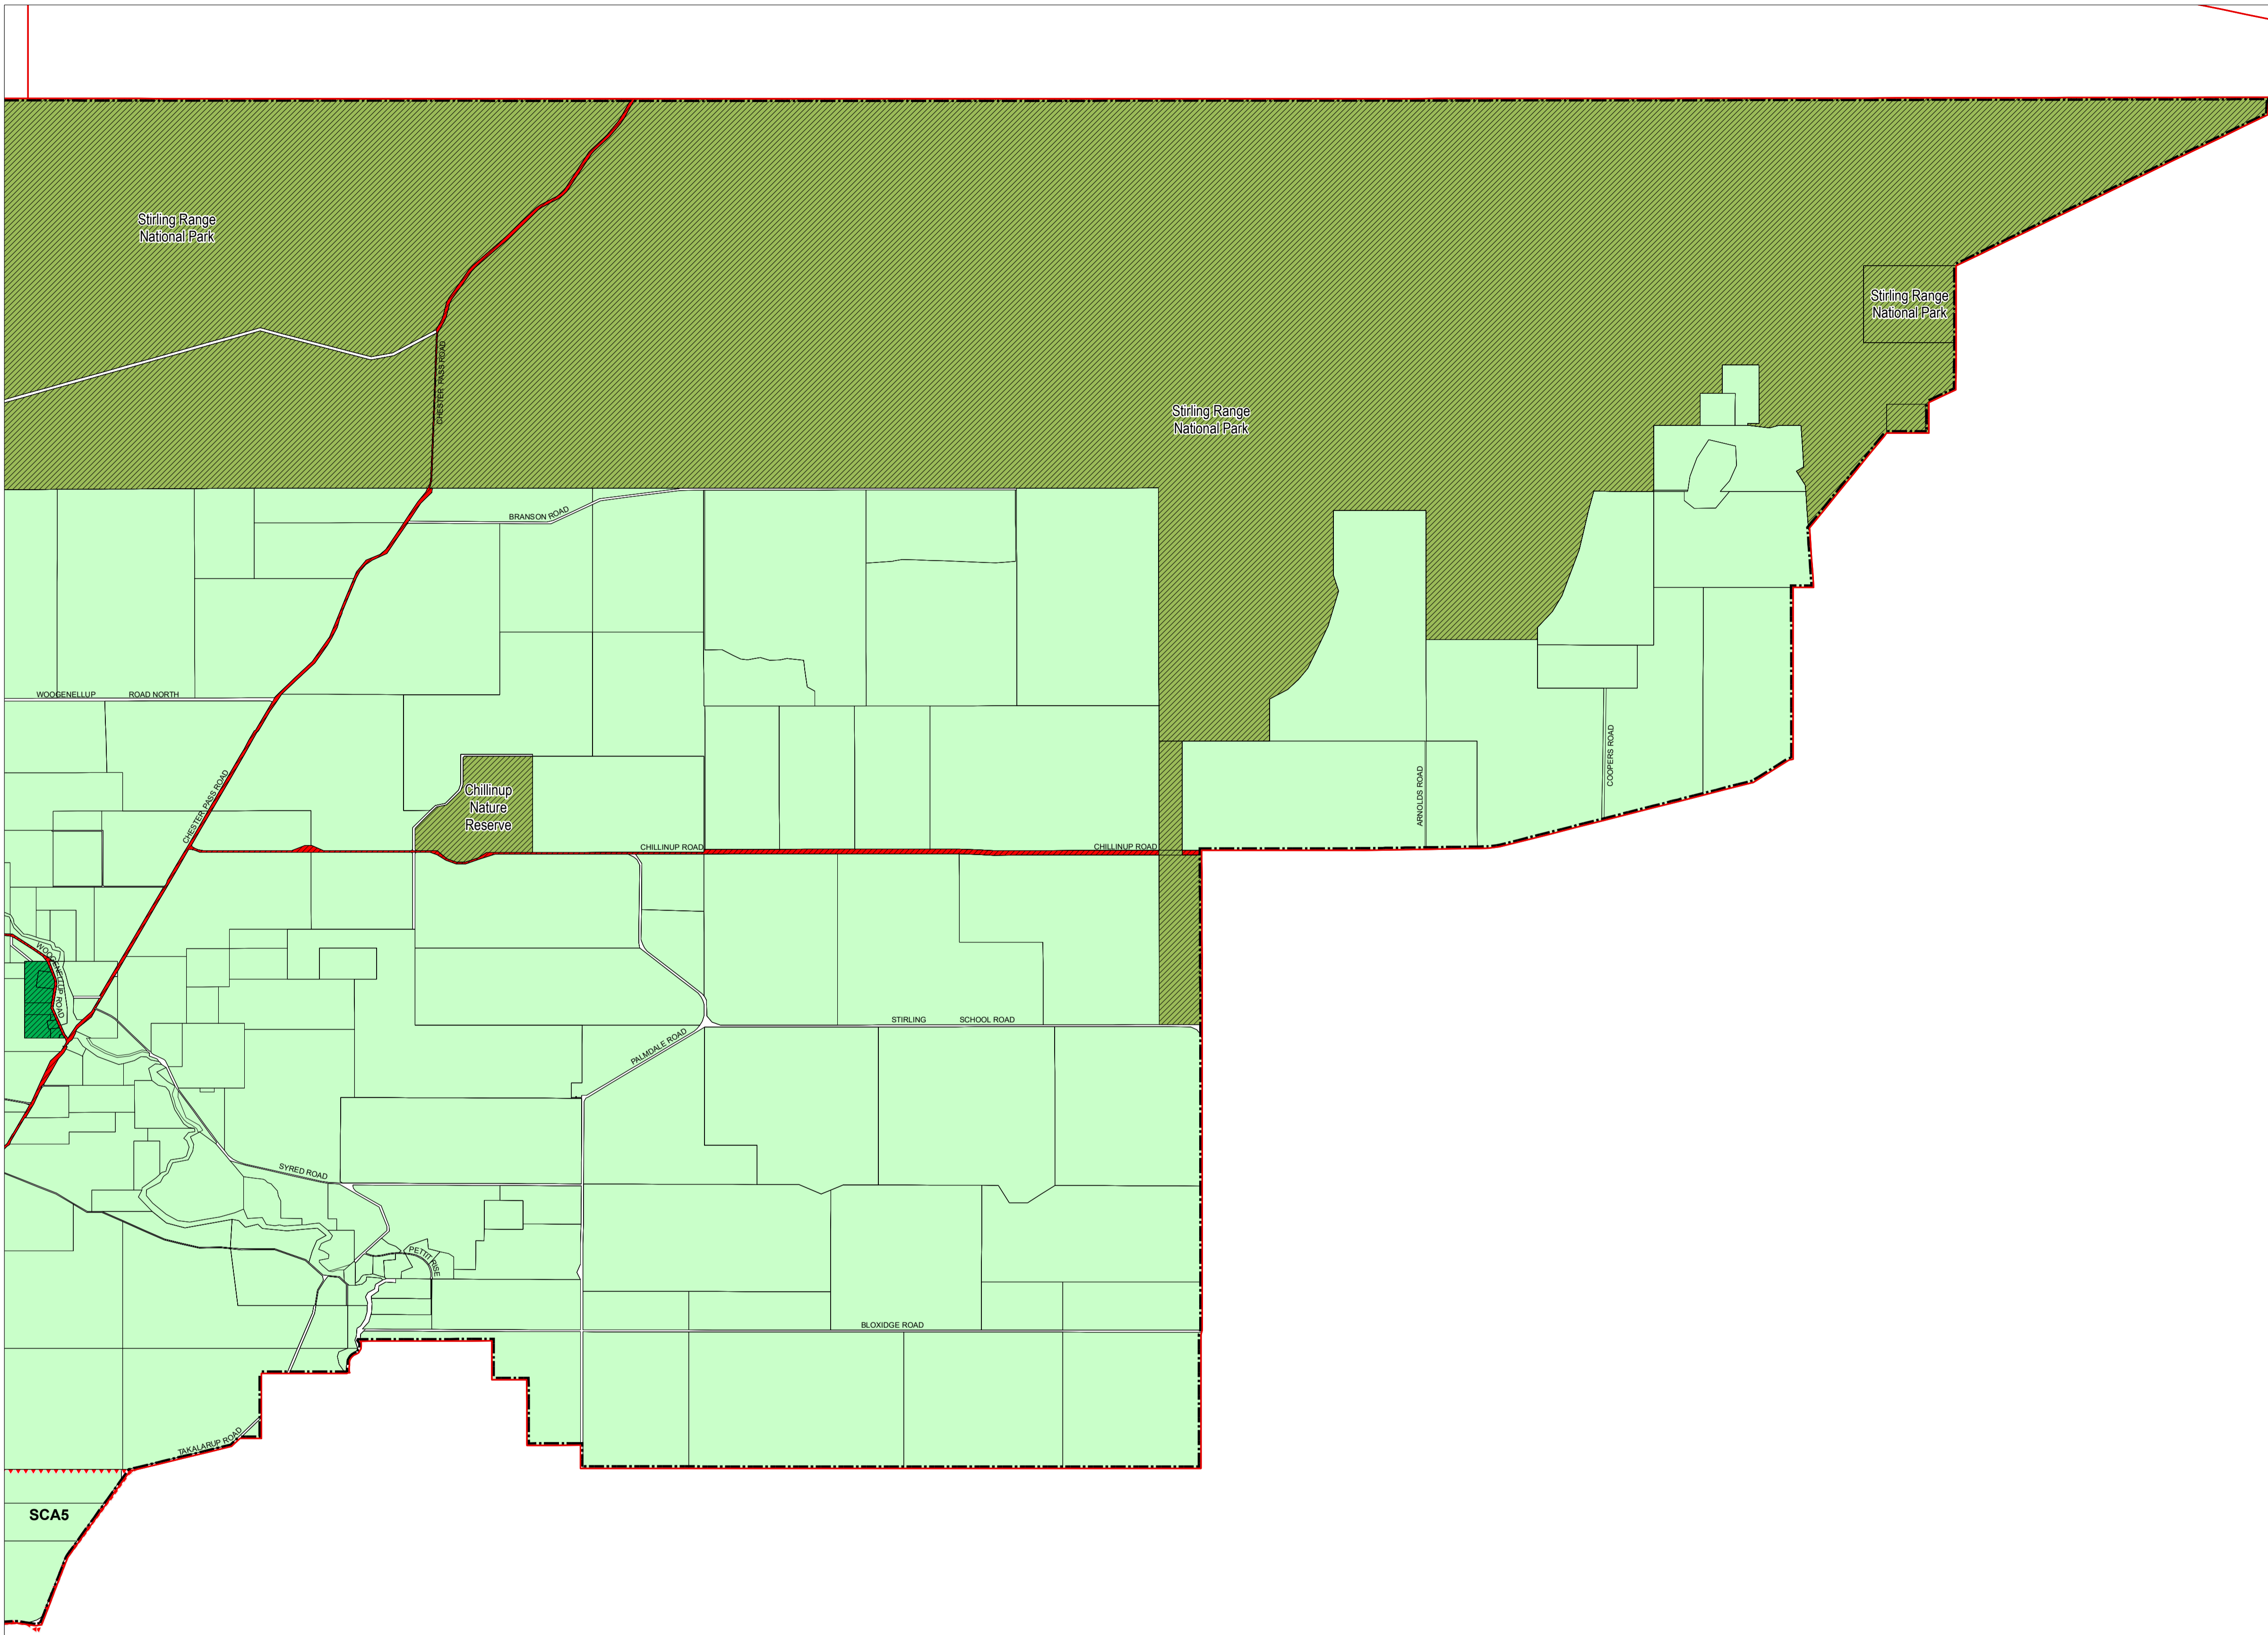 Stirling Range
National Park
Stirling Range
National Park
CHESTER PASS ROAD
Stirling Range
National Park
BRANSON ROAD
WOOGENELLUP ROAD NORTH
COOPERS ROAD
ARNOLDS ROAD
CHESTER PASS ROAD
Chillinup
Nature
Reserve
CHILLINUP ROAD
CHILLINUP ROAD
WOOGENELLUP ROAD
STIRLING SCHOOL ROAD
PALMDALE ROAD
SYRED ROAD
PETTIT RISE
BLOXIDGE ROAD
TAKALARUP ROAD
SCA5